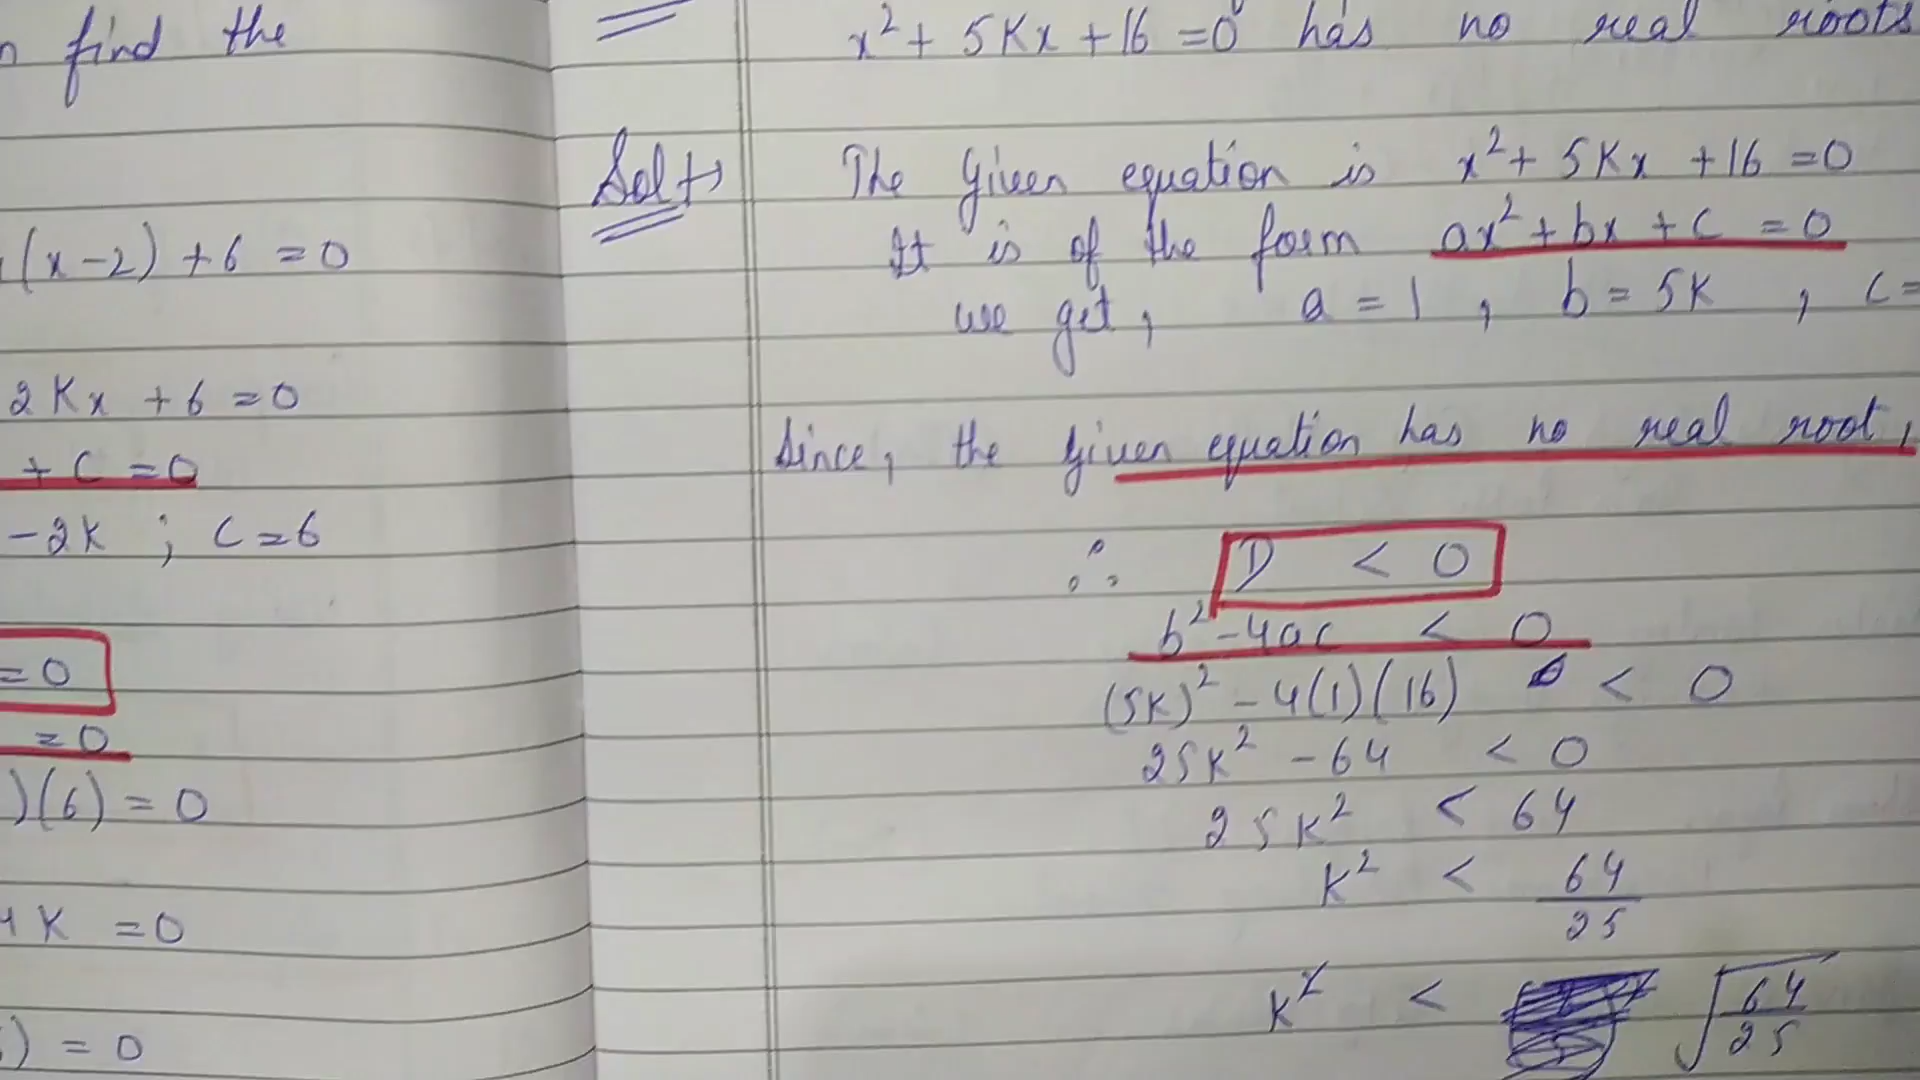 find the
(x-2) + 6 = 0
2Kx + 6 = 0
+ c = 0
-2K ; c = 6
= 0
= 0
)(6) = 0
K = 0
) = 0
x² + 5Kx + 16 = 0 has no real roots
Sol→ The given equation is x² + 5Kx + 16 = 0
It is of the form ax² + bx + c = 0
we get, a = 1 , b = 5K , c =
Since, the given equation has no real root,
∴ D < 0
b² - 4ac < 0
(5K)² - 4(1)(16) < 0
25K² - 64 < 0
25K² < 64
K² < 64/25
K² < √64/25